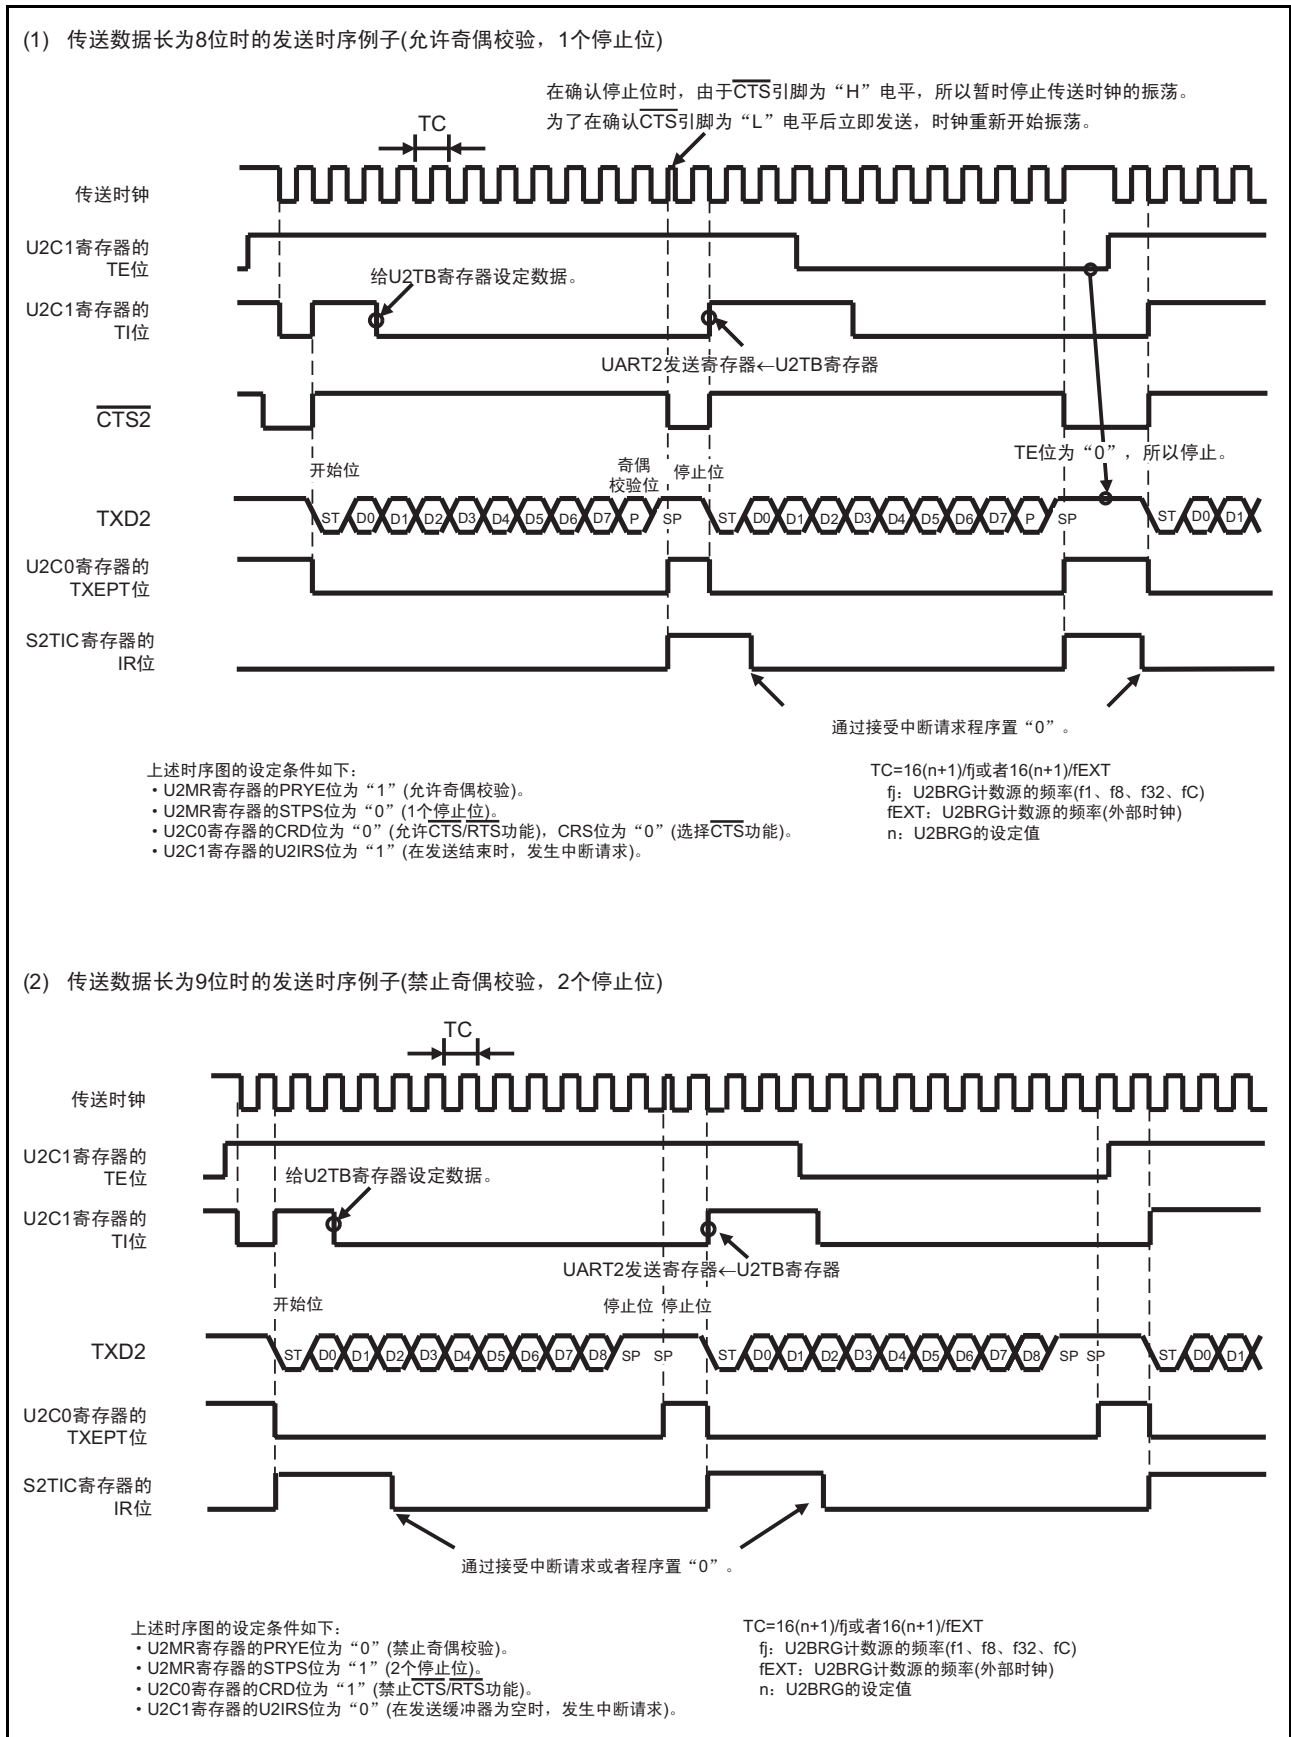 (1) 传送数据长为8位时的发送时序例子(允许奇偶校验，1个停止位)
在确认停止位时，由于CTS引脚为“H”电平，所以暂时停止传送时钟的振荡。
为了在确认CTS引脚为“L”电平后立即发送，时钟重新开始振荡。
TC
传送时钟
U2C1寄存器的
TE位
给U2TB寄存器设定数据。
U2C1寄存器的
TI位
UART2发送寄存器←U2TB寄存器
CTS2
TE位为“0”，所以停止。
开始位
奇偶
校验位
停止位
TXD2
ST D0 D1 D2 D3 D4 D5 D6 D7 P SP ST D0 D1 D2 D3 D4 D5 D6 D7 P SP ST D0 D1
U2C0寄存器的
TXEPT位
S2TIC寄存器的
IR位
通过接受中断请求程序置“0”。
上述时序图的设定条件如下：
・U2MR寄存器的PRYE位为“1”(允许奇偶校验)。
・U2MR寄存器的STPS位为“0”(1个停止位)。
・U2C0寄存器的CRD位为“0”(允许CTS/RTS功能)，CRS位为“0”(选择CTS功能)。
・U2C1寄存器的U2IRS位为“1”(在发送结束时，发生中断请求)。
TC=16(n+1)/fj或者16(n+1)/fEXT
fj：U2BRG计数源的频率(f1、f8、f32、fC)
fEXT：U2BRG计数源的频率(外部时钟)
n：U2BRG的设定值
(2) 传送数据长为9位时的发送时序例子(禁止奇偶校验，2个停止位)
TC
传送时钟
U2C1寄存器的
TE位
给U2TB寄存器设定数据。
U2C1寄存器的
TI位
UART2发送寄存器←U2TB寄存器
开始位
停止位 停止位
TXD2
ST D0 D1 D2 D3 D4 D5 D6 D7 D8 SP SP ST D0 D1 D2 D3 D4 D5 D6 D7 D8 SP SP ST D0 D1
U2C0寄存器的
TXEPT位
S2TIC寄存器的
IR位
通过接受中断请求或者程序置“0”。
上述时序图的设定条件如下：
・U2MR寄存器的PRYE位为“0”(禁止奇偶校验)。
・U2MR寄存器的STPS位为“1”(2个停止位)。
・U2C0寄存器的CRD位为“1”(禁止CTS/RTS功能)。
・U2C1寄存器的U2IRS位为“0”(在发送缓冲器为空时，发生中断请求)。
TC=16(n+1)/fj或者16(n+1)/fEXT
fj：U2BRG计数源的频率(f1、f8、f32、fC)
fEXT：U2BRG计数源的频率(外部时钟)
n：U2BRG的设定值